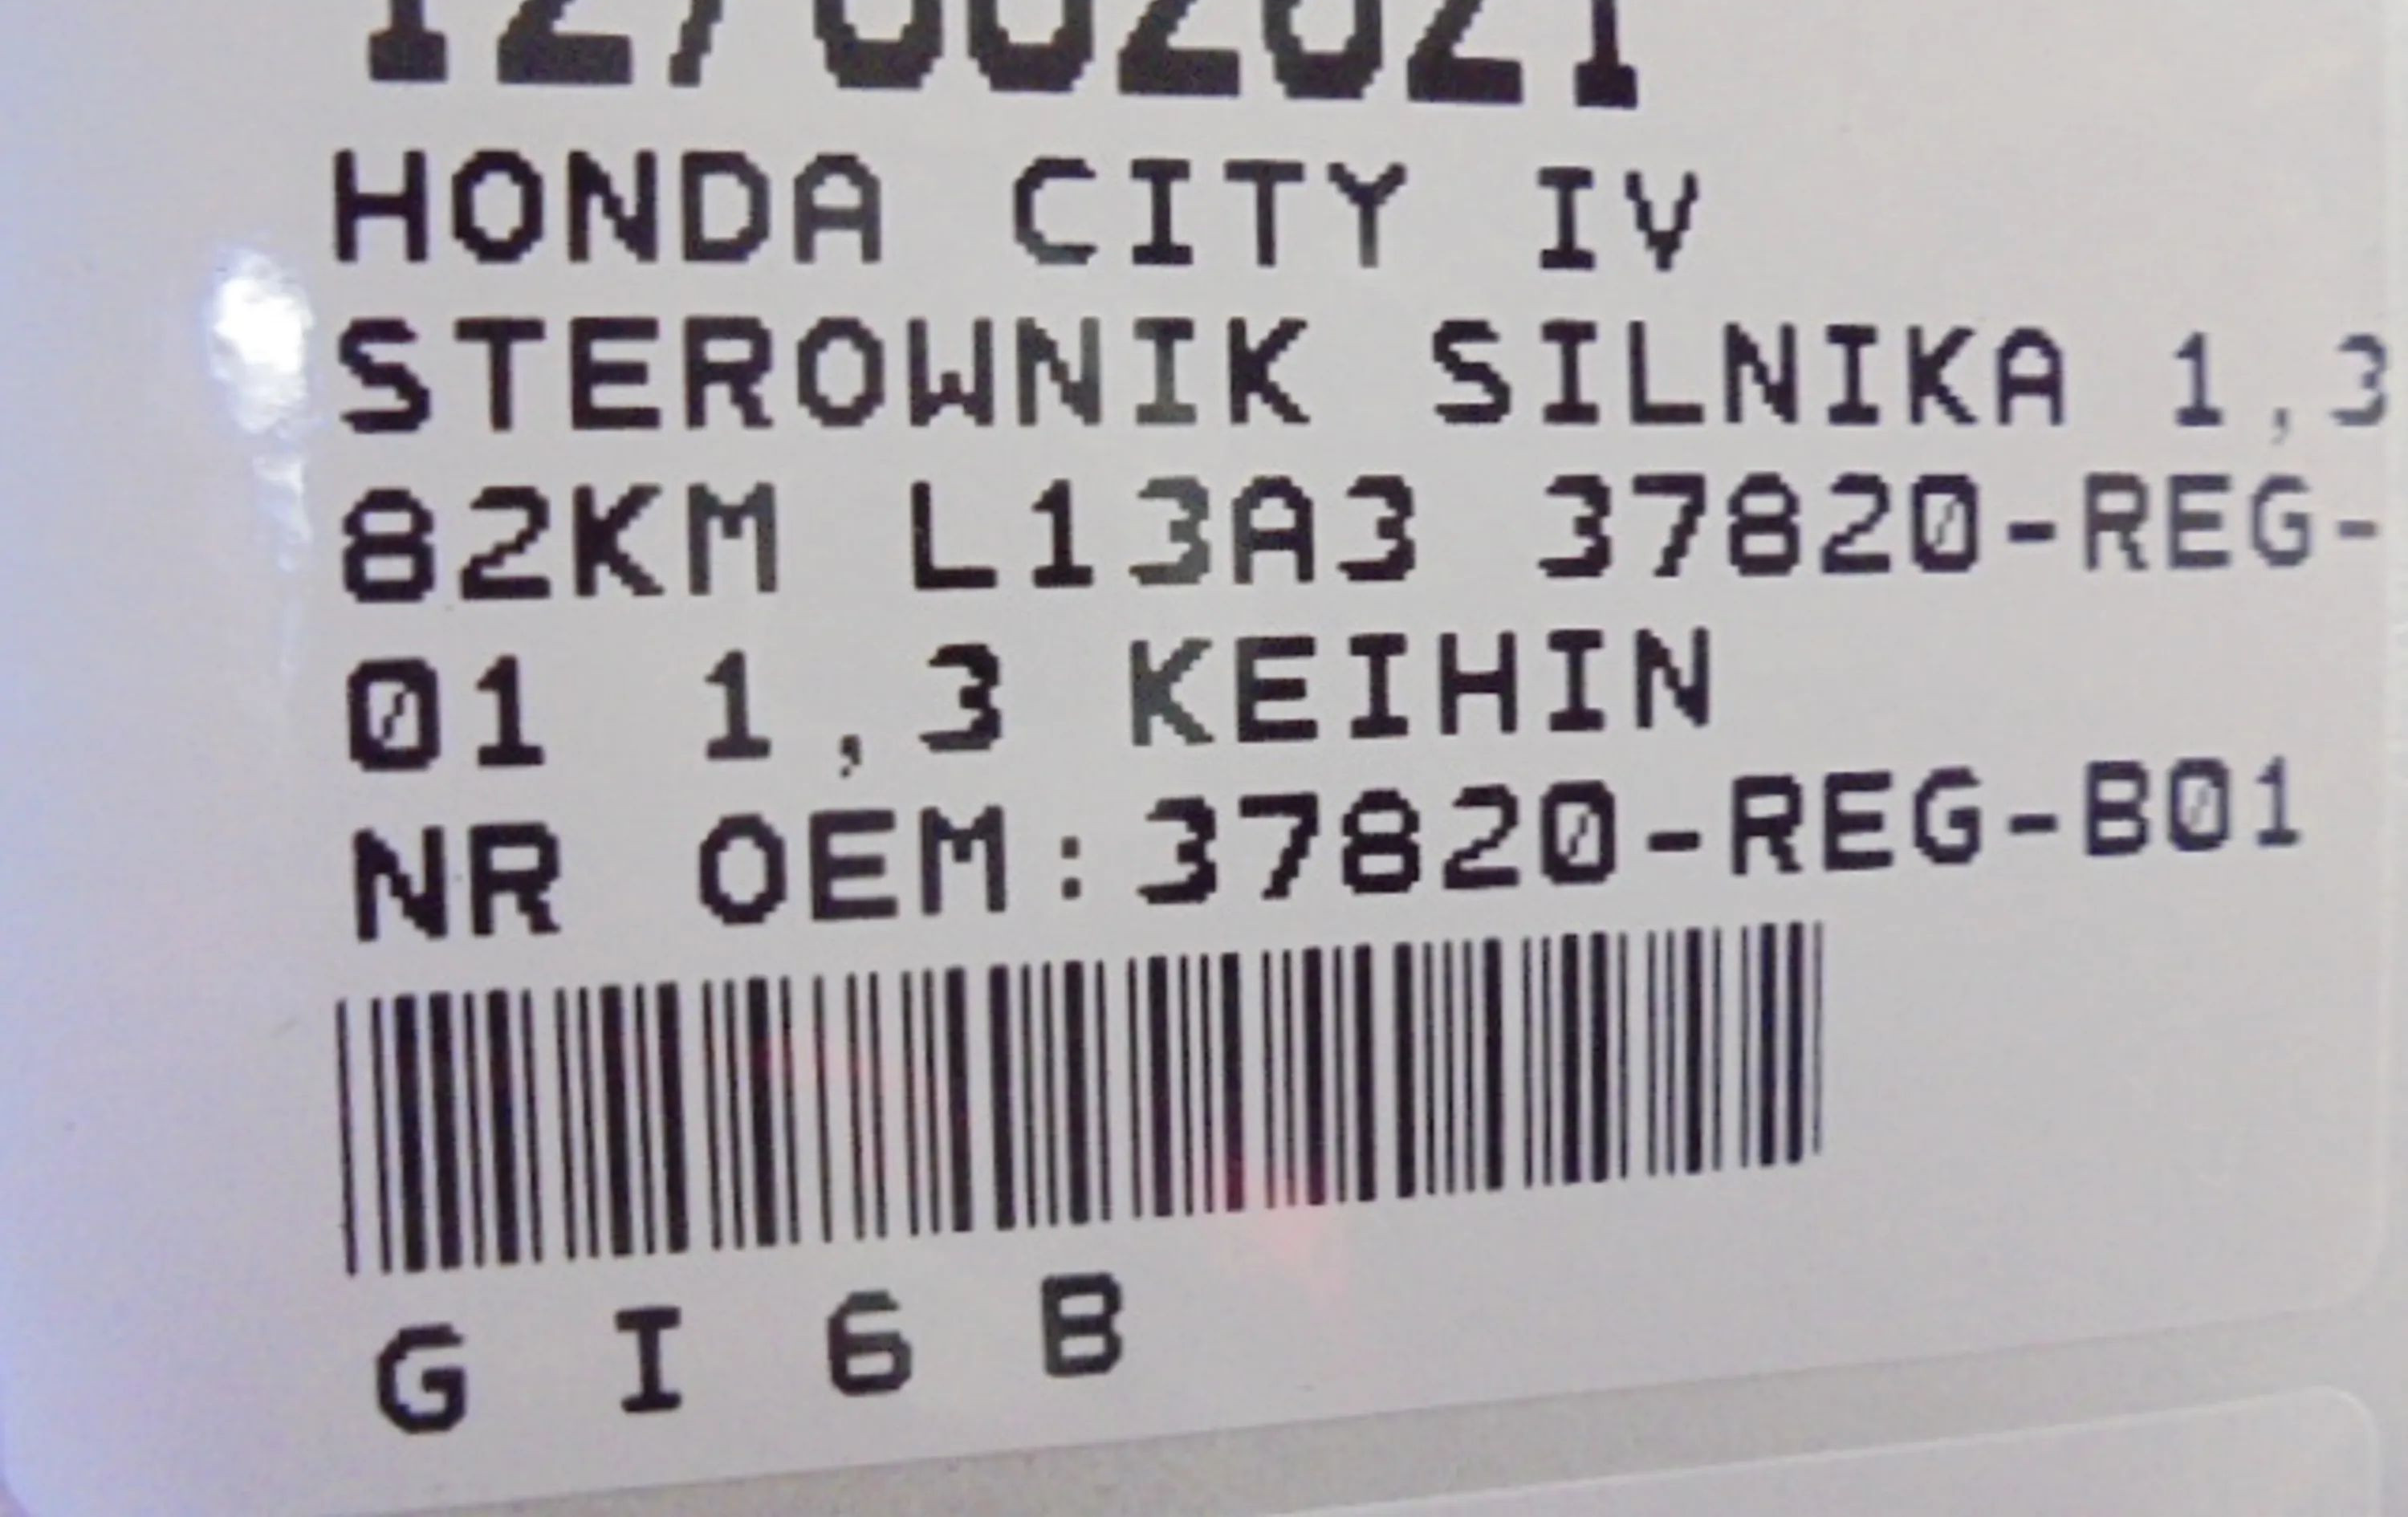 HONDA CITY IV
STEROWNIK SILNIKA 1,3
82KM L13A3 37820-REG-
01 1,3 KEIHIN
NR OEM:37820-REG-B01
G I 6 B